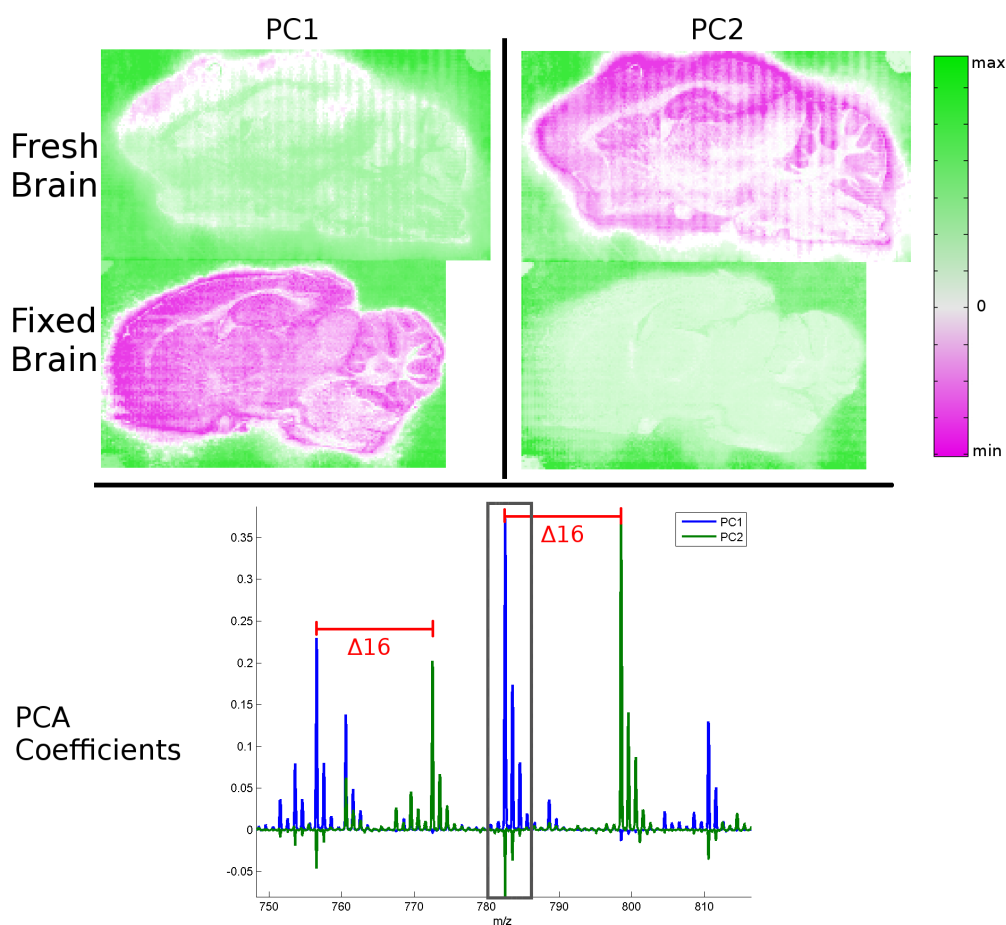 PC1
PC2
max
0
min
Fresh
Brain
Fixed
Brain
Δ16
Δ16
PC1
PC2
0.35
0.3
0.25
0.2
0.15
0.1
0.05
0
-0.05
PCA
Coefficients
750
760
770
780
790
800
810
m/z